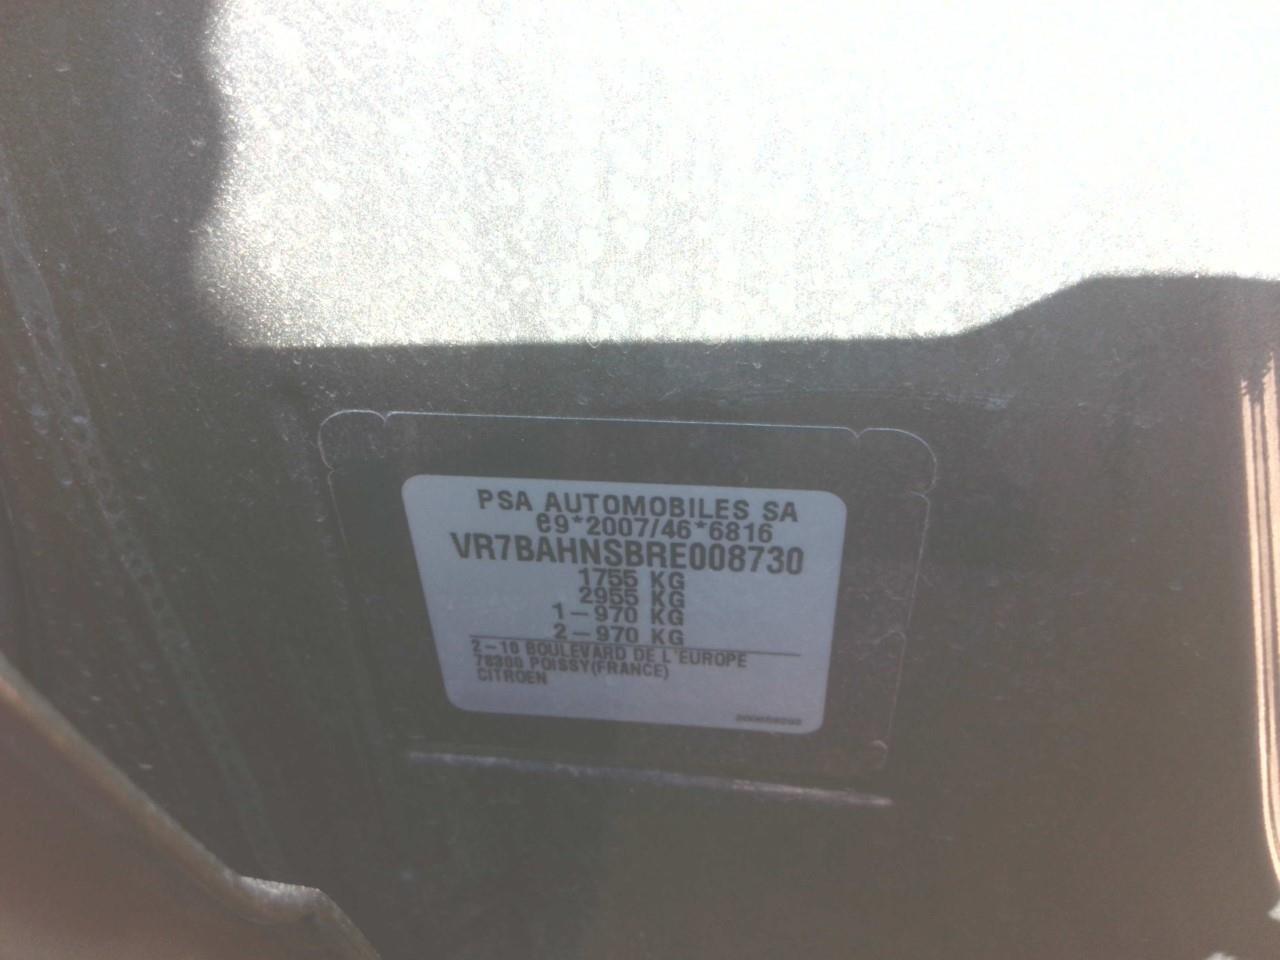 PSA AUTOMOBILES SA
e9*2007/46*6816
VR7BAHNSBRE008730
1755 KG
2955 KG
1-970 KG
2-970 KG
2-10 BOULEVARD DE L'EUROPE
78300 POISSY(FRANCE)
CITROEN